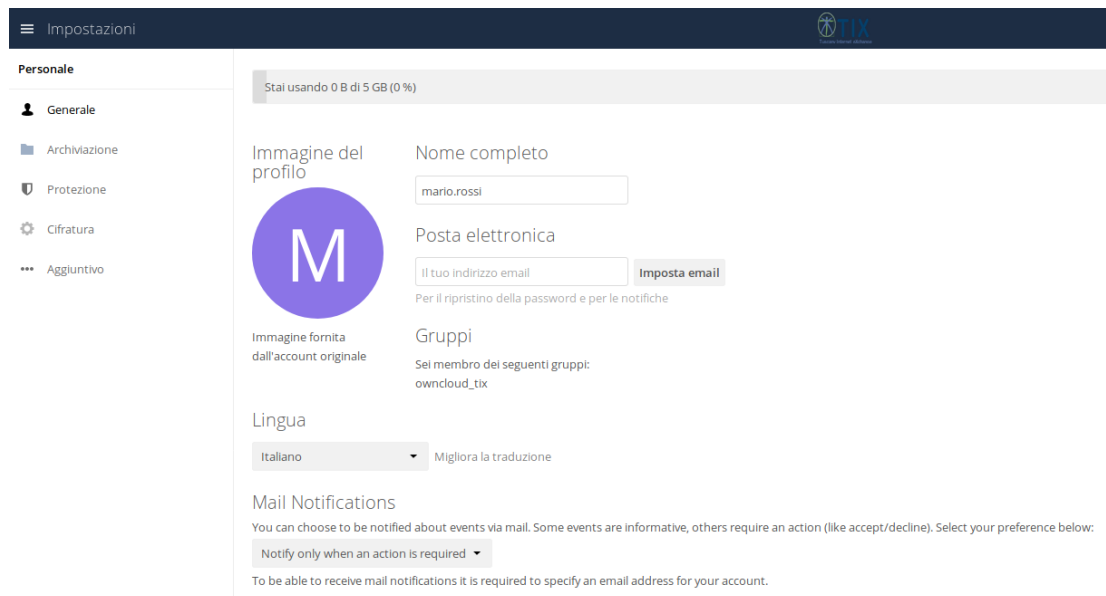 Impostazioni
TIX
Personale
Generale
Archiviazione
Protezione
Cifratura
Aggiuntivo
Stai usando 0 B di 5 GB (0 %)
Immagine del
profilo
M
Immagine fornita
dall'account originale
Nome completo
mario.rossi
Posta elettronica
Il tuo indirizzo email
Imposta email
Per il ripristino della password e per le notifiche
Gruppi
Sei membro dei seguenti gruppi:
owncloud_tix
Lingua
Italiano
Migliora la traduzione
Mail Notifications
You can choose to be notified about events via mail. Some events are informative, others require an action (like accept/decline). Select your preference below:
Notify only when an action is required
To be able to receive mail notifications it is required to specify an email address for your account.